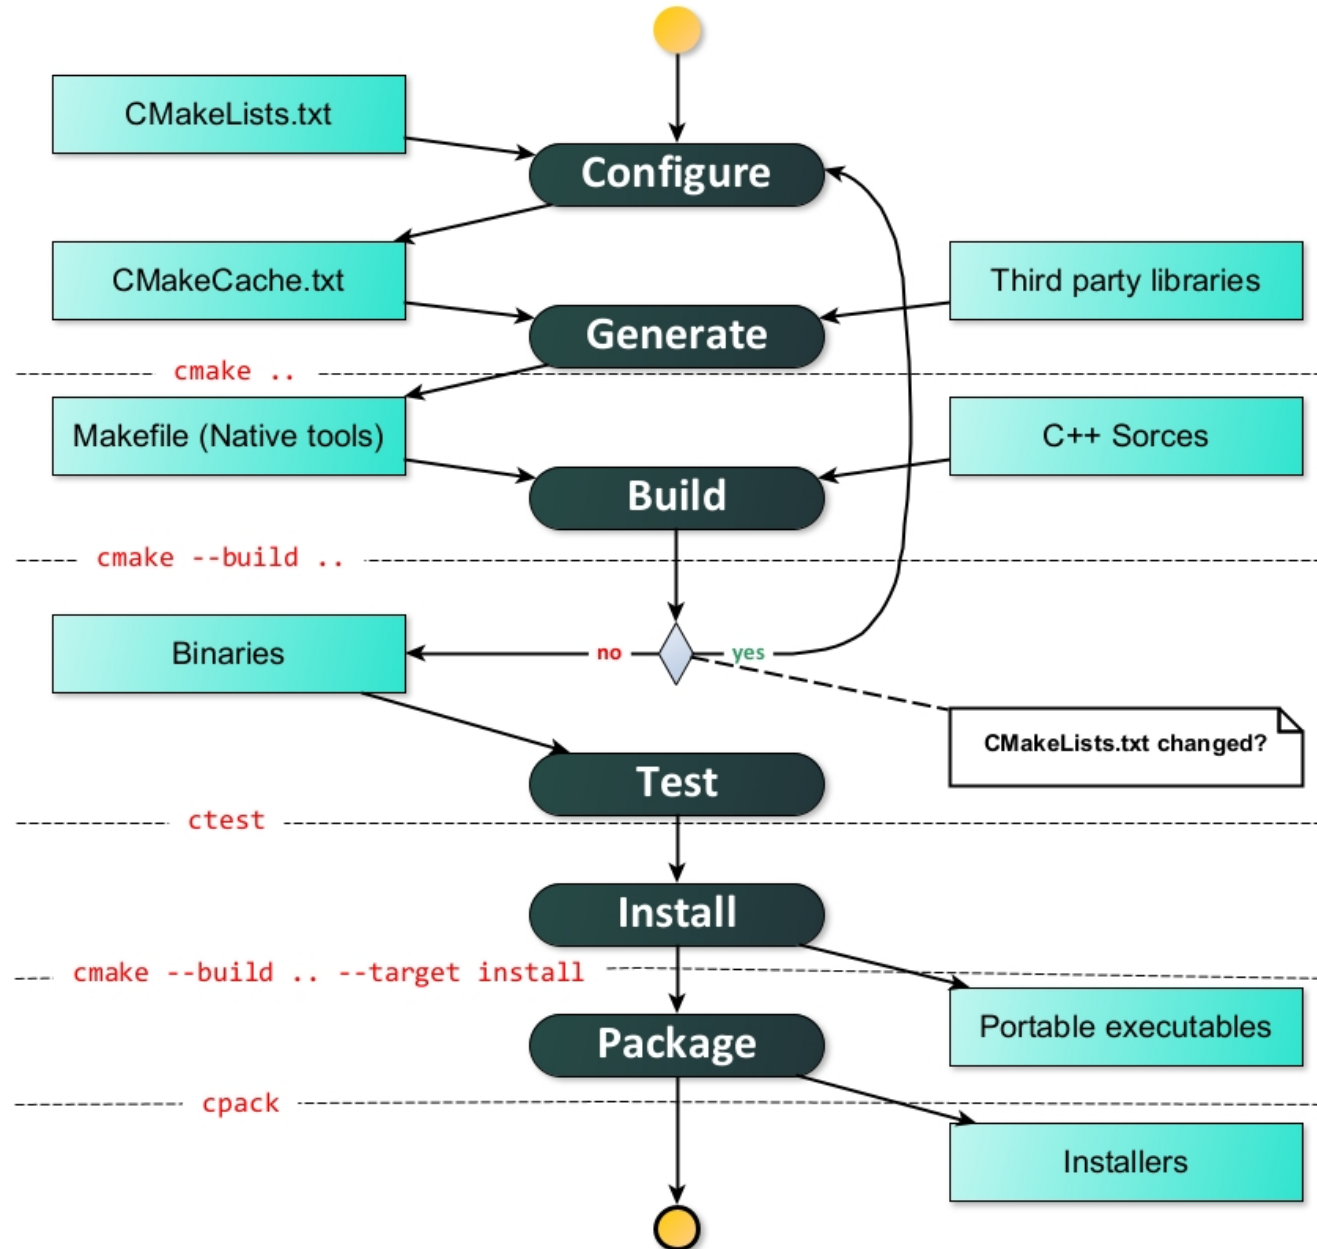 CMakeLists.txt
Configure
CMakeCache.txt
Third party libraries
Generate
cmake ..
Makefile (Native tools)
C++ Sorces
Build
cmake --build ..
Binaries
no
yes
CMakeLists.txt changed?
Test
ctest
Install
cmake --build .. --target install
Portable executables
Package
cpack
Installers